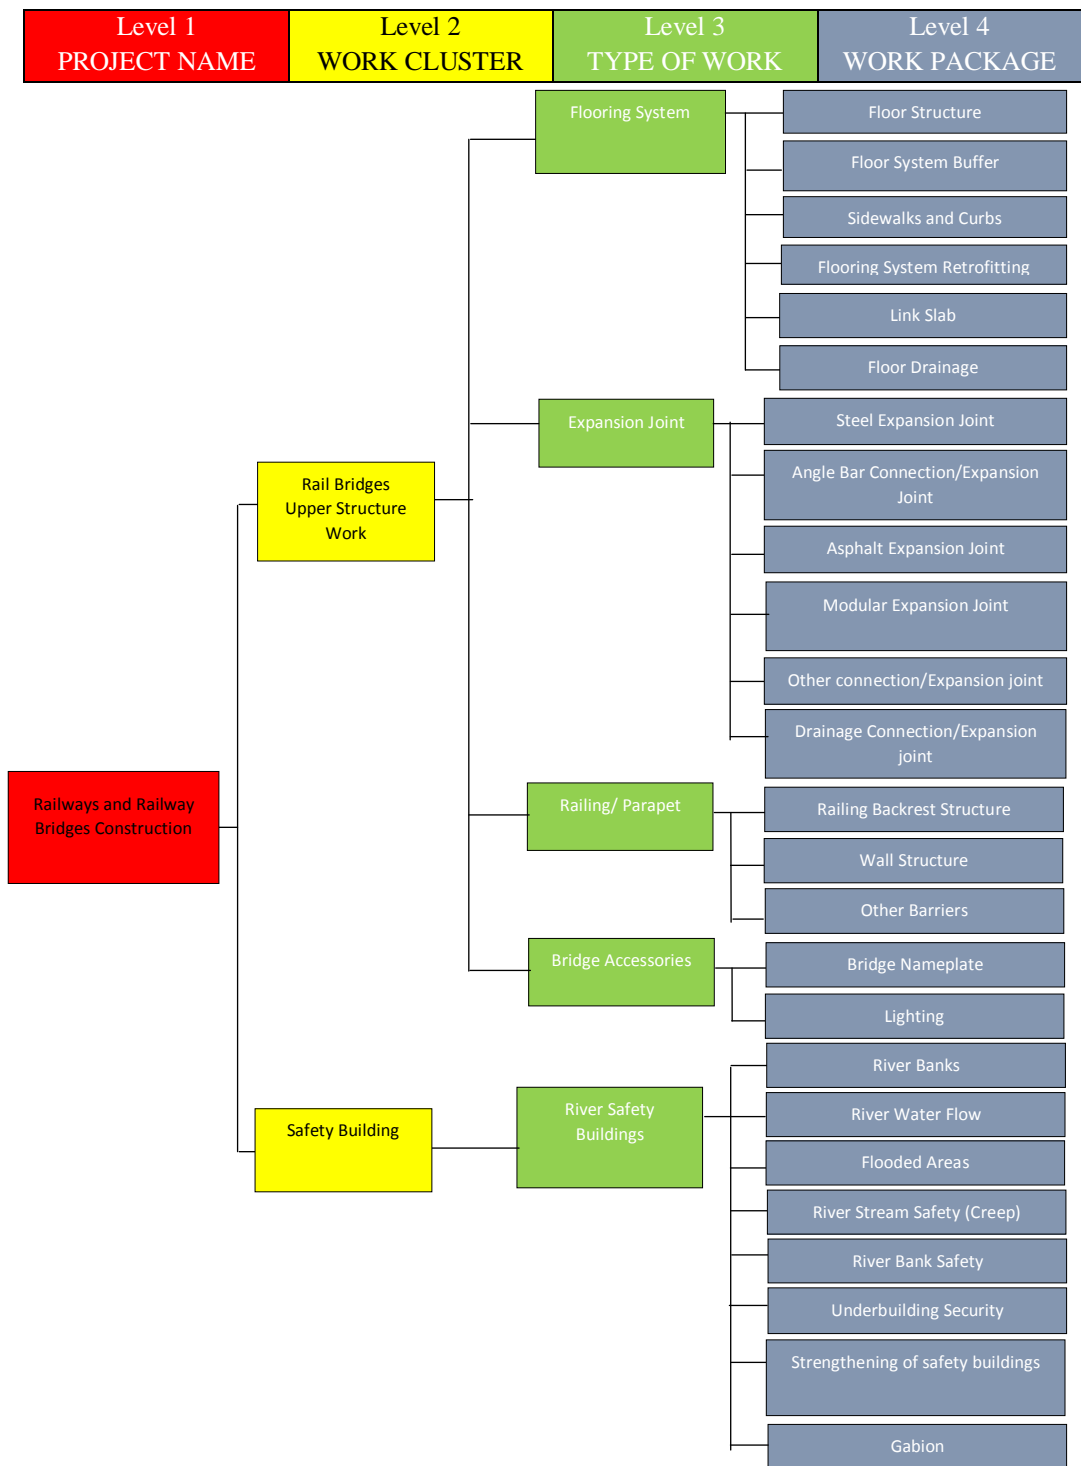 Level 1
PROJECT NAME
Level 2
WORK CLUSTER
Level 3
TYPE OF WORK
Level 4
WORK PACKAGE
Railways and Railway
Bridges Construction
Rail Bridges
Upper Structure
Work
Flooring System
Floor Structure
Floor System Buffer
Sidewalks and Curbs
Flooring System Retrofitting
Link Slab
Floor Drainage
Expansion Joint
Steel Expansion Joint
Angle Bar Connection/Expansion
Joint
Asphalt Expansion Joint
Modular Expansion Joint
Other connection/Expansion joint
Drainage Connection/Expansion
joint
Railing/ Parapet
Railing Backrest Structure
Wall Structure
Other Barriers
Bridge Accessories
Bridge Nameplate
Lighting
Safety Building
River Safety
Buildings
River Banks
River Water Flow
Flooded Areas
River Stream Safety (Creep)
River Bank Safety
Underbuilding Security
Strengthening of safety buildings
Gabion